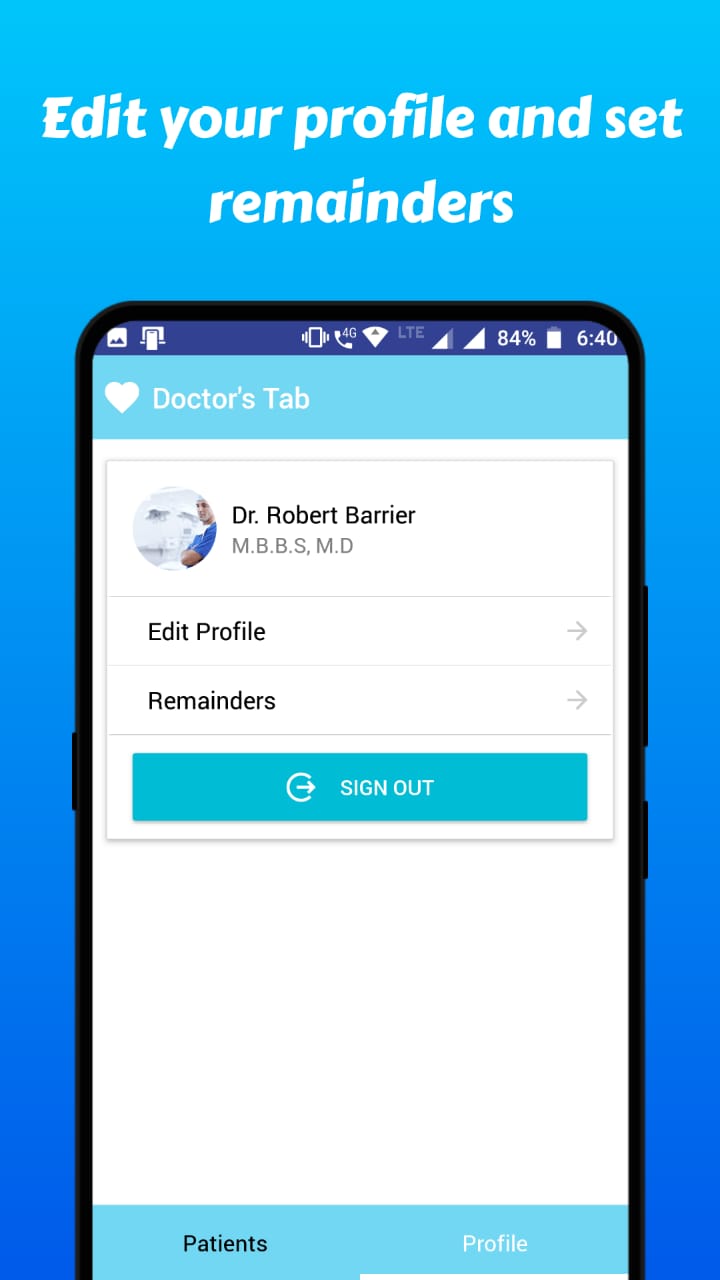 Edit your profile and set
remainders
4G LTE 84% 6:40
Doctor's Tab
Dr. Robert Barrier
M.B.B.S, M.D
Edit Profile
Remainders
SIGN OUT
Patients Profile